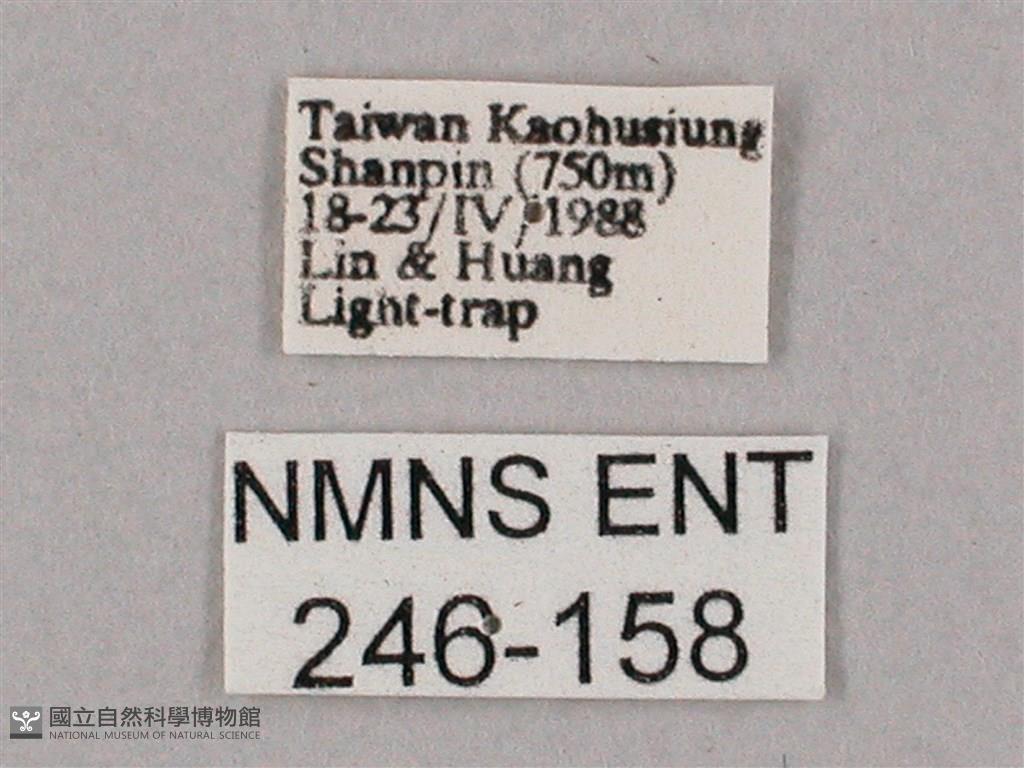 Taiwan Kaohusiung
Shanpin (750m)
18-23/IV/1988
Lin & Huang
Light-trap
NMNS ENT
246-158
國立自然科學博物館
NATIONAL MUSEUM OF NATURAL SCIENCE